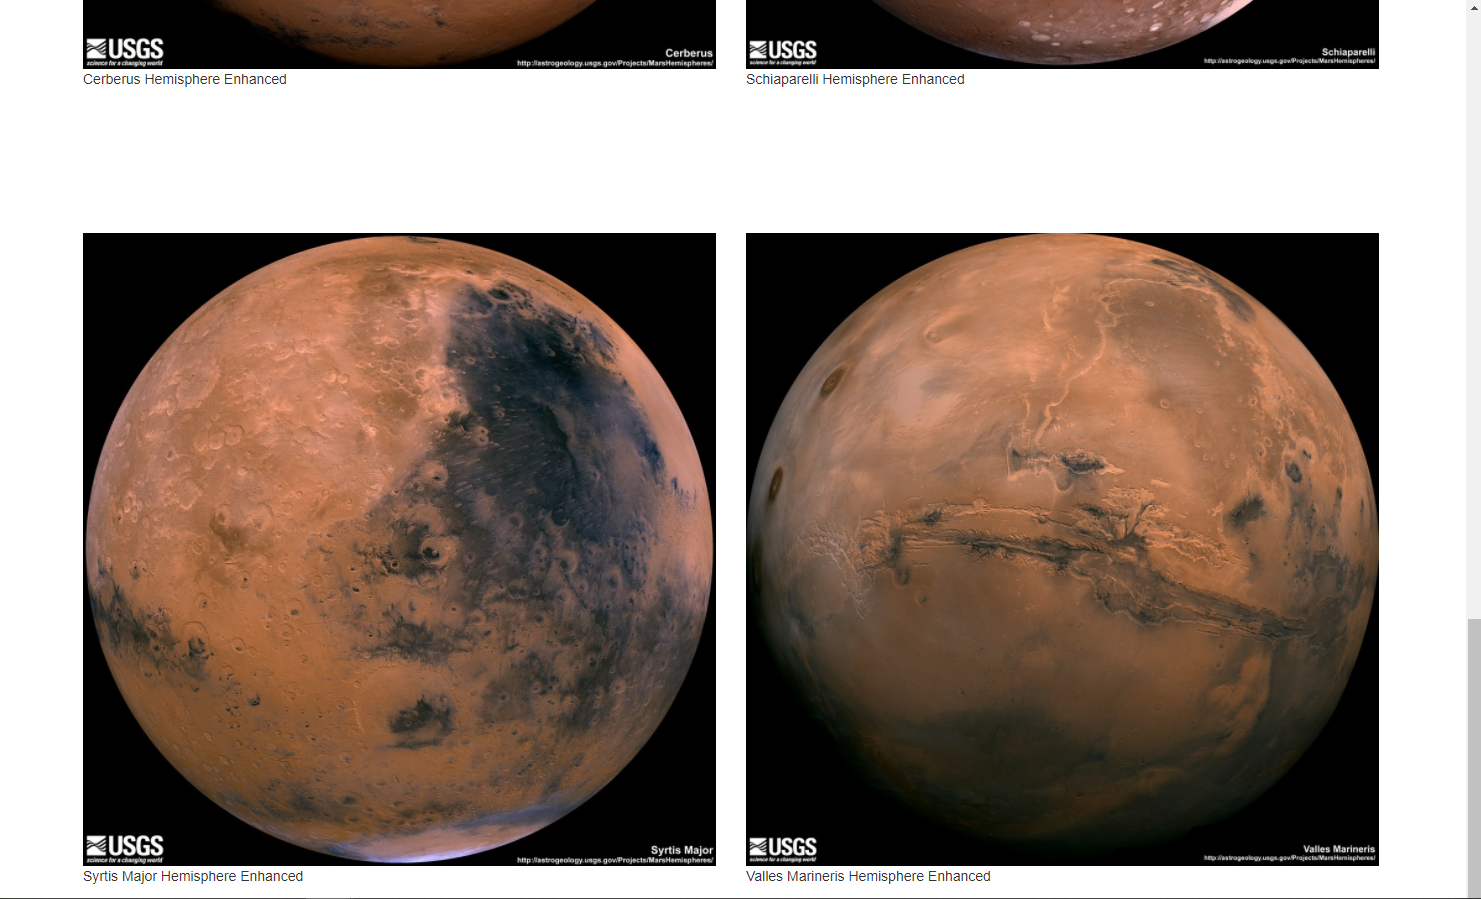 USGS
science for a changing world
Cerberus
http://astrogeology.usgs.gov/Projects/MarsHemispheres/
Cerberus Hemisphere Enhanced
USGS
science for a changing world
Schiaparelli
http://astrogeology.usgs.gov/Projects/MarsHemispheres/
Schiaparelli Hemisphere Enhanced
USGS
science for a changing world
Syrtis Major
http://astrogeology.usgs.gov/Projects/MarsHemispheres/
Syrtis Major Hemisphere Enhanced
USGS
science for a changing world
Valles Marineris
http://astrogeology.usgs.gov/Projects/MarsHemispheres/
Valles Marineris Hemisphere Enhanced